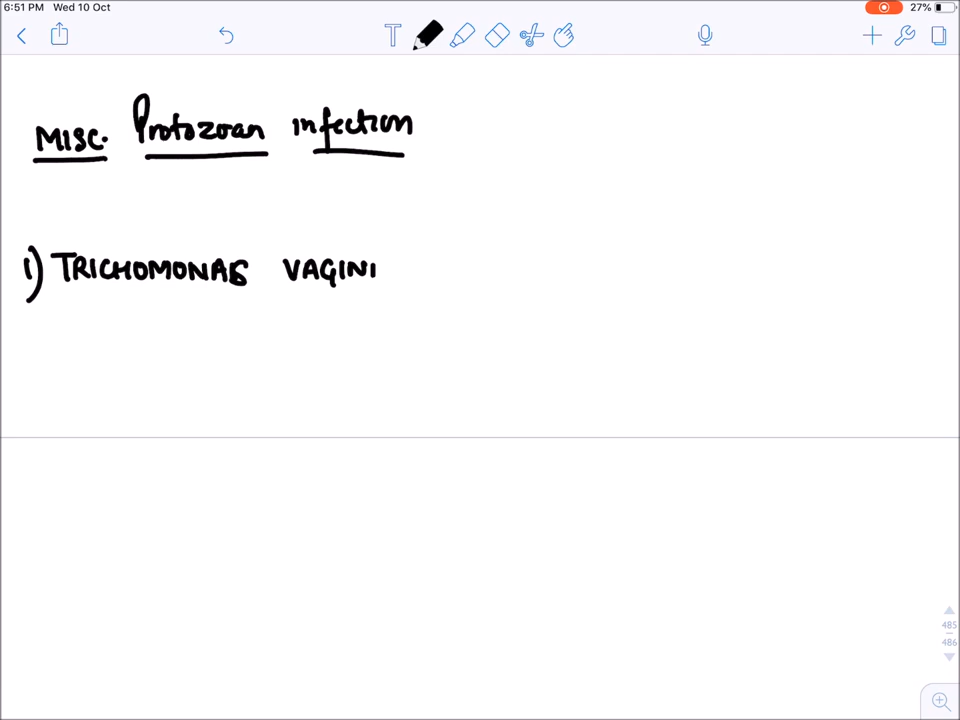 6:51 PM Wed 10 Oct 27%
T
MISC. Protozoan infection
1) TRICHOMONAS VAGINI
485
486